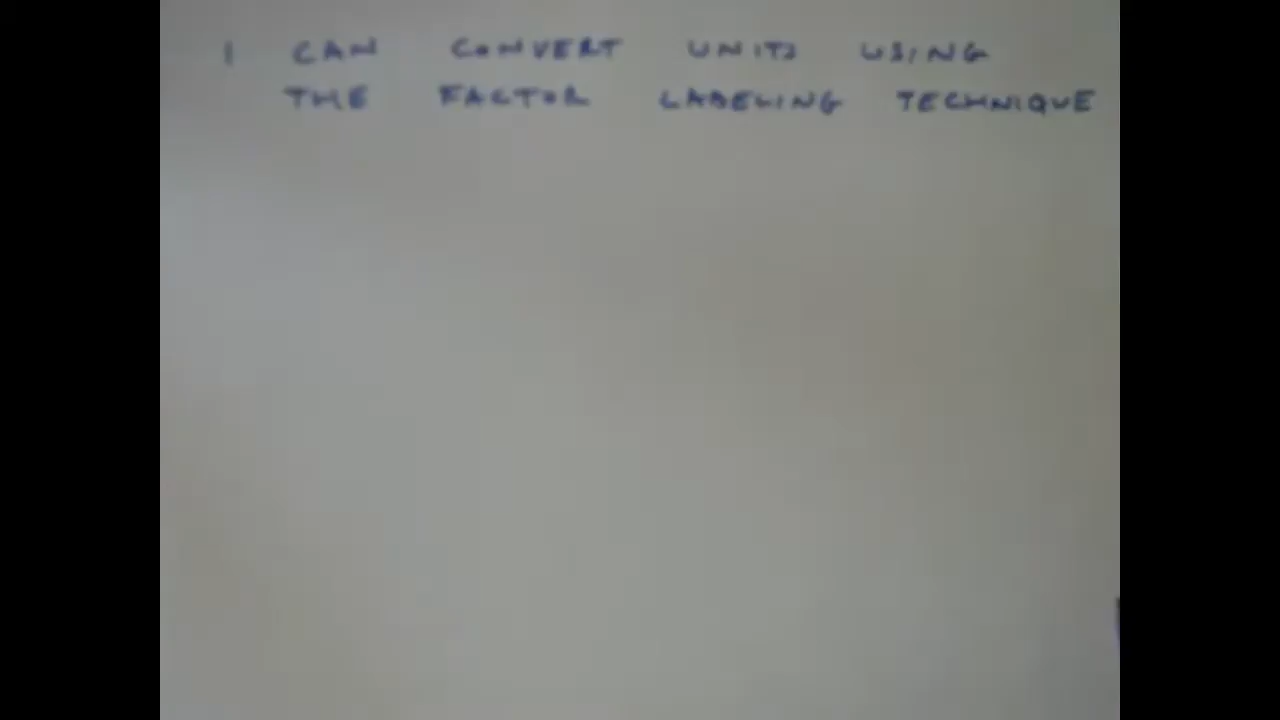 I CAN CONVERT UNITS USING
THE FACTOR LABELING TECHNIQUE